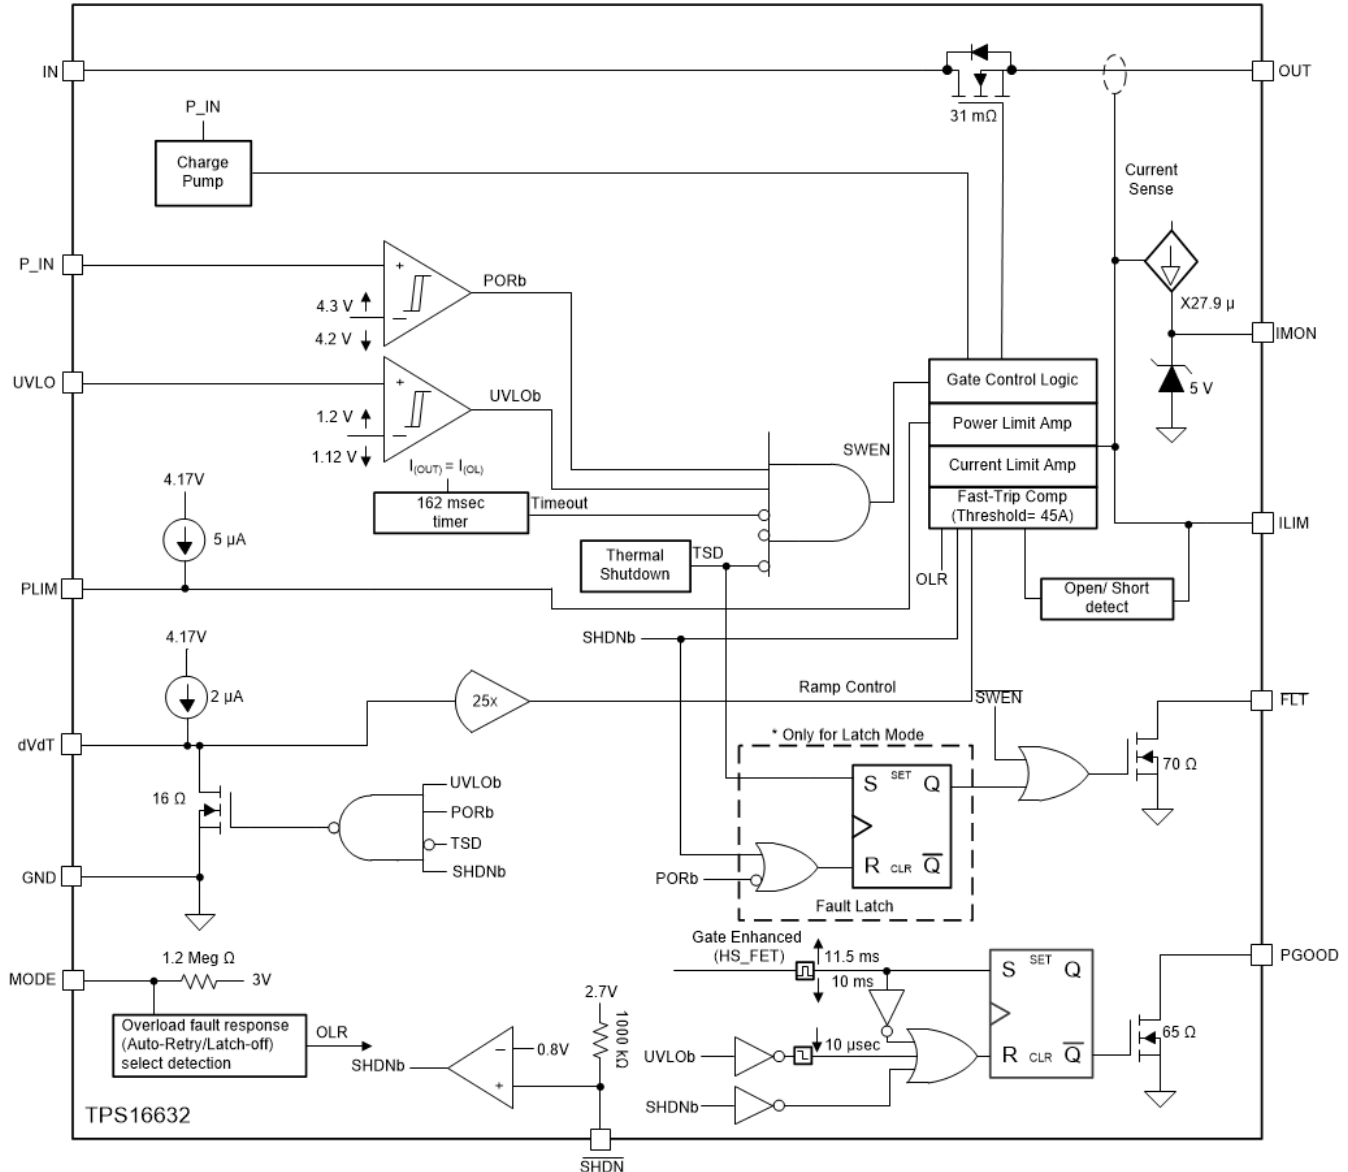 IN
OUT
P_IN
31 mΩ
Charge
Pump
Current
Sense
P_IN
+
PORb
4.3 V
−
4.2 V
X27.9 µ
IMON
UVLO
+
UVLOb
1.2 V
−
1.12 V
5 V
Gate Control Logic
Power Limit Amp
SWEN
Current Limit Amp
I(OUT) = I(OL)
162 msec
timer
Timeout
Fast-Trip Comp
(Threshold= 45A)
ILIM
4.17V
5 µA
Thermal
Shutdown
TSD
OLR
Open/ Short
detect
PLIM
SHDNb
4.17V
2 µA
25x
Ramp Control
SWEN
FLT
dVdT
* Only for Latch Mode
70 Ω
S SET Q
16 Ω
UVLOb
PORb
TSD
SHDNb
R CLR Q
PORb
GND
Fault Latch
Gate Enhanced
(HS_FET)
11.5 ms
10 ms
S SET Q
PGOOD
1.2 Meg Ω
3V
MODE
2.7V
1000 kΩ
Overload fault response
(Auto-Retry/Latch-off)
select detection
OLR
−
0.8V
SHDNb
+
10 µsec
UVLOb
R CLR Q
65 Ω
SHDNb
TPS16632
SHDN